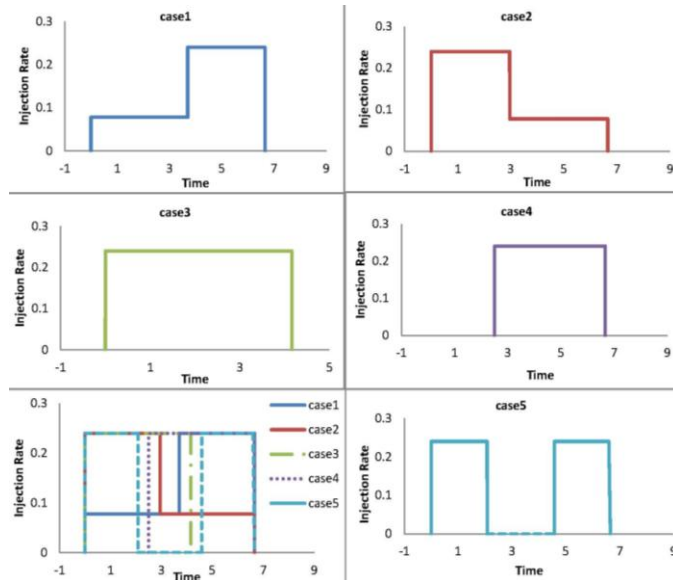 case1
Injection Rate
0.3
0.2
0.1
0
-1 1 3 5 7 9
Time
case2
Injection Rate
0.3
0.2
0.1
0
-1 1 3 5 7 9
Time
case3
Injection Rate
0.3
0.2
0.1
0
-1 1 3 5
Time
case4
Injection Rate
0.3
0.2
0.1
0
-1 1 3 5 7 9
Time
Injection Rate
0.3
0.2
0.1
0
-1 1 3 5 7 9
Time
case1
case2
case3
case4
case5
case5
Injection Rate
0.3
0.2
0.1
0
-1 1 3 5 7 9
Time